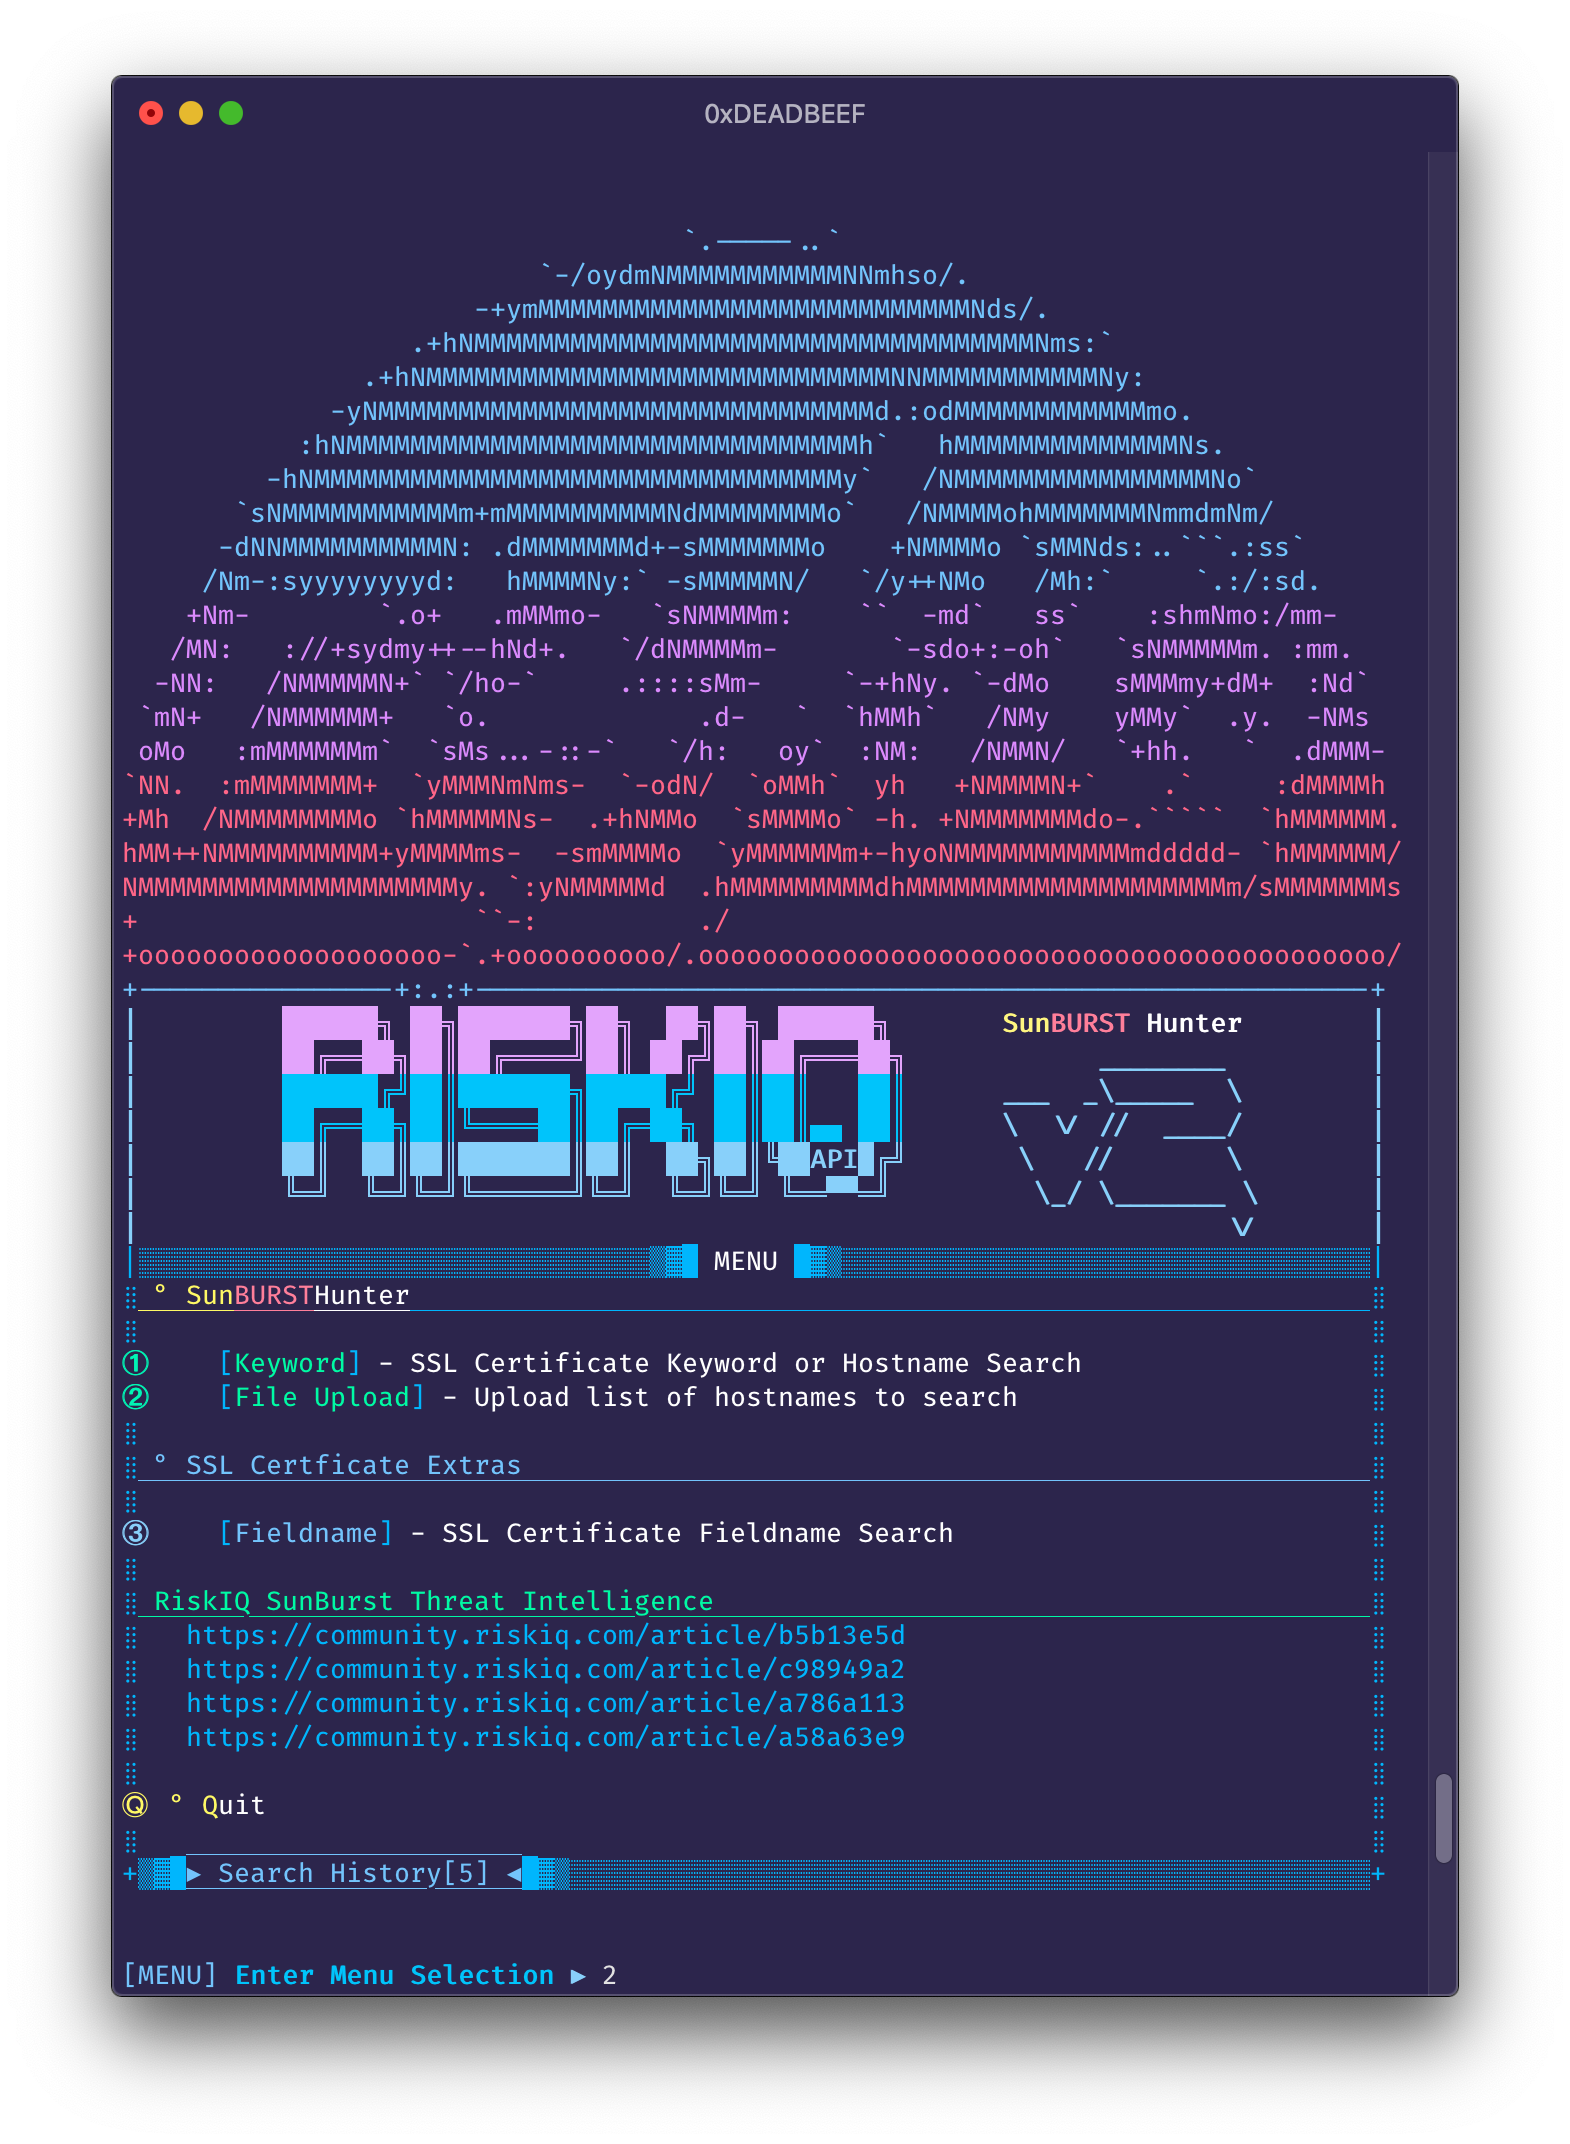 0xDEADBEEF
RISKIQ
API
SunBURST Hunter
V3
MENU
° SunBURSTHunter
① [Keyword] - SSL Certificate Keyword or Hostname Search
② [File Upload] - Upload list of hostnames to search
° SSL Certficate Extras
③ [Fieldname] - SSL Certificate Fieldname Search
RiskIQ SunBurst Threat Intelligence
https://community.riskiq.com/article/b5b13e5d
https://community.riskiq.com/article/c98949a2
https://community.riskiq.com/article/a786a113
https://community.riskiq.com/article/a58a63e9
Ⓠ ° Quit
▶ Search History[5] ◀
[MENU] Enter Menu Selection ▶ 2